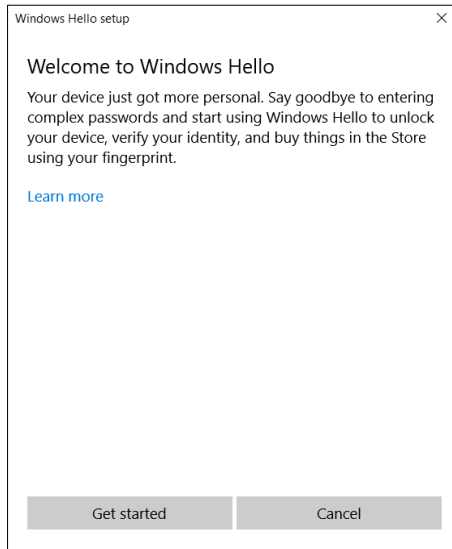 Windows Hello setup
Welcome to Windows Hello
Your device just got more personal. Say goodbye to entering
complex passwords and start using Windows Hello to unlock
your device, verify your identity, and buy things in the Store
using your fingerprint.
Learn more
Get started Cancel